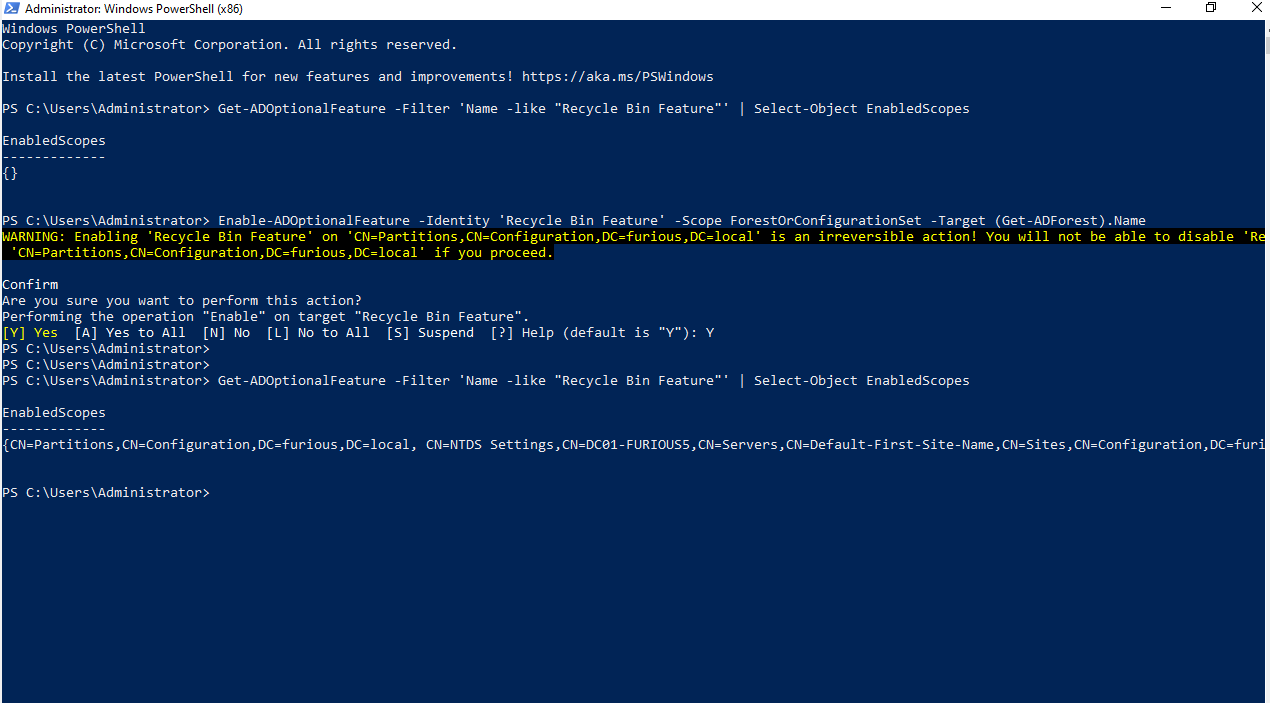 Administrator: Windows PowerShell (x86)
Windows PowerShell
Copyright (C) Microsoft Corporation. All rights reserved.
Install the latest PowerShell for new features and improvements! https://aka.ms/PSWindows
PS C:\Users\Administrator> Get-ADOptionalFeature -Filter 'Name -like "Recycle Bin Feature"' | Select-Object EnabledScopes
EnabledScopes
-------------
{}
PS C:\Users\Administrator> Enable-ADOptionalFeature -Identity 'Recycle Bin Feature' -Scope ForestOrConfigurationSet -Target (Get-ADForest).Name
WARNING: Enabling 'Recycle Bin Feature' on 'CN=Partitions,CN=Configuration,DC=furious,DC=local' is an irreversible action! You will not be able to disable 'Re
'CN=Partitions,CN=Configuration,DC=furious,DC=local' if you proceed.
Confirm
Are you sure you want to perform this action?
Performing the operation "Enable" on target "Recycle Bin Feature".
[Y] Yes  [A] Yes to All  [N] No  [L] No to All  [S] Suspend  [?] Help (default is "Y"): Y
PS C:\Users\Administrator>
PS C:\Users\Administrator>
PS C:\Users\Administrator> Get-ADOptionalFeature -Filter 'Name -like "Recycle Bin Feature"' | Select-Object EnabledScopes
EnabledScopes
-------------
{CN=Partitions,CN=Configuration,DC=furious,DC=local, CN=NTDS Settings,CN=DC01-FURIOUS5,CN=Servers,CN=Default-First-Site-Name,CN=Sites,CN=Configuration,DC=furi
PS C:\Users\Administrator>